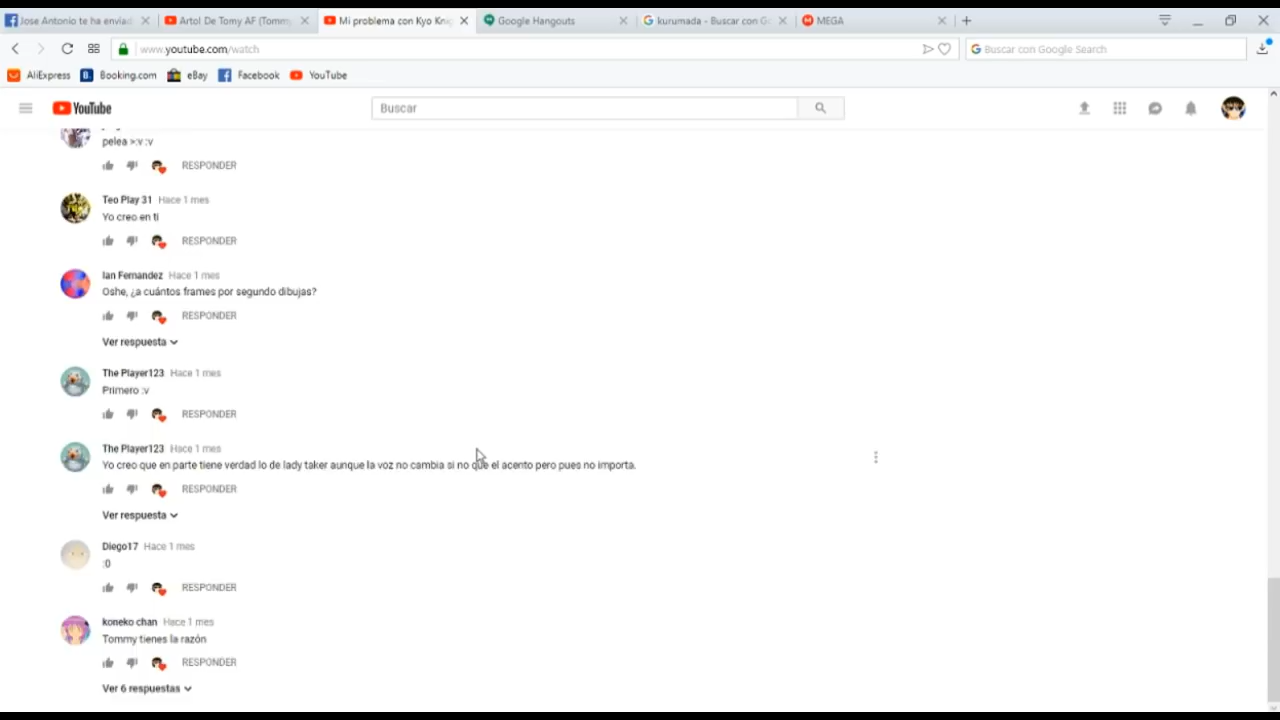 Jose Antonio te ha enviad
Artol De Tomy AF (Tommy
Mi problema con Kyo Kni
Google Hangouts
kurumada - Buscar con Go
MEGA
www.youtube.com/watch
Buscar con Google Search
AliExpress
Booking.com
eBay
Facebook
YouTube
YouTube
Buscar
pelea >:v :v
RESPONDER
Teo Play 31 Hace 1 mes
Yo creo en ti
RESPONDER
Ian Fernandez Hace 1 mes
Oshe, ¿a cuántos frames por segundo dibujas?
RESPONDER
Ver respuesta
The Player123 Hace 1 mes
Primero :v
RESPONDER
The Player123 Hace 1 mes
Yo creo que en parte tiene verdad lo de lady taker aunque la voz no cambia si no que el acento pero pues no importa.
RESPONDER
Ver respuesta
Diego17 Hace 1 mes
:0
RESPONDER
koneko chan Hace 1 mes
Tommy tienes la razón
RESPONDER
Ver 6 respuestas